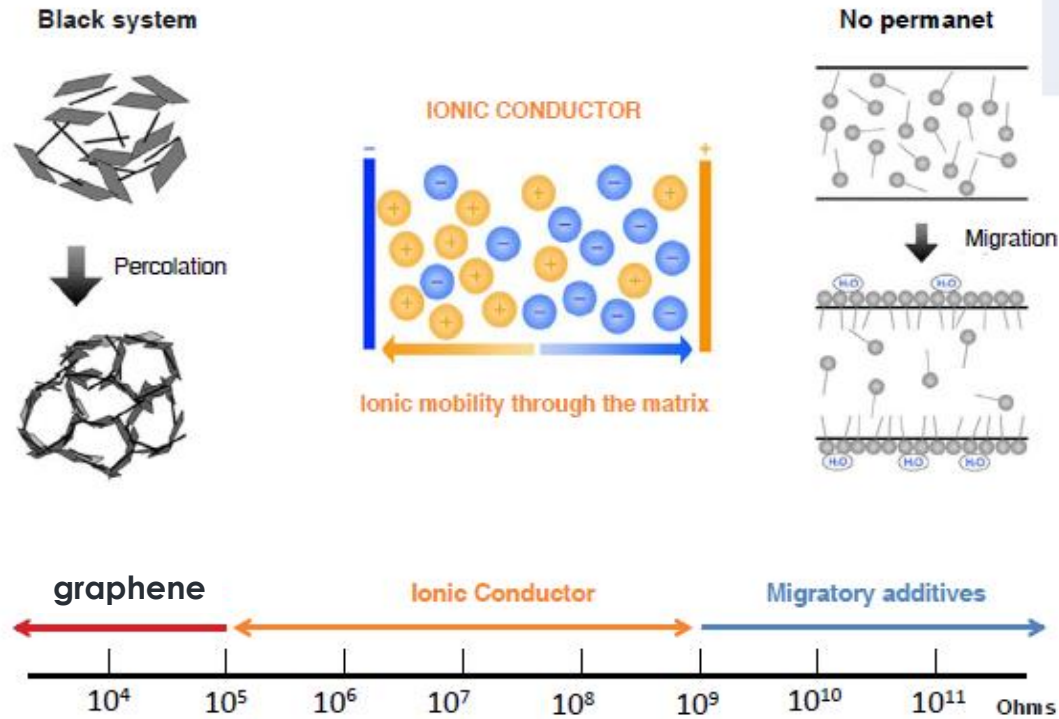 Black system
No permanet
IONIC CONDUCTOR
−
+
Percolation
Migration
H₂O
H₂O
Ionic mobility through the matrix
H₂O
H₂O
H₂O
graphene
Ionic Conductor
Migratory additives
10⁴ 10⁵ 10⁶ 10⁷ 10⁸ 10⁹ 10¹⁰ 10¹¹ Ohms